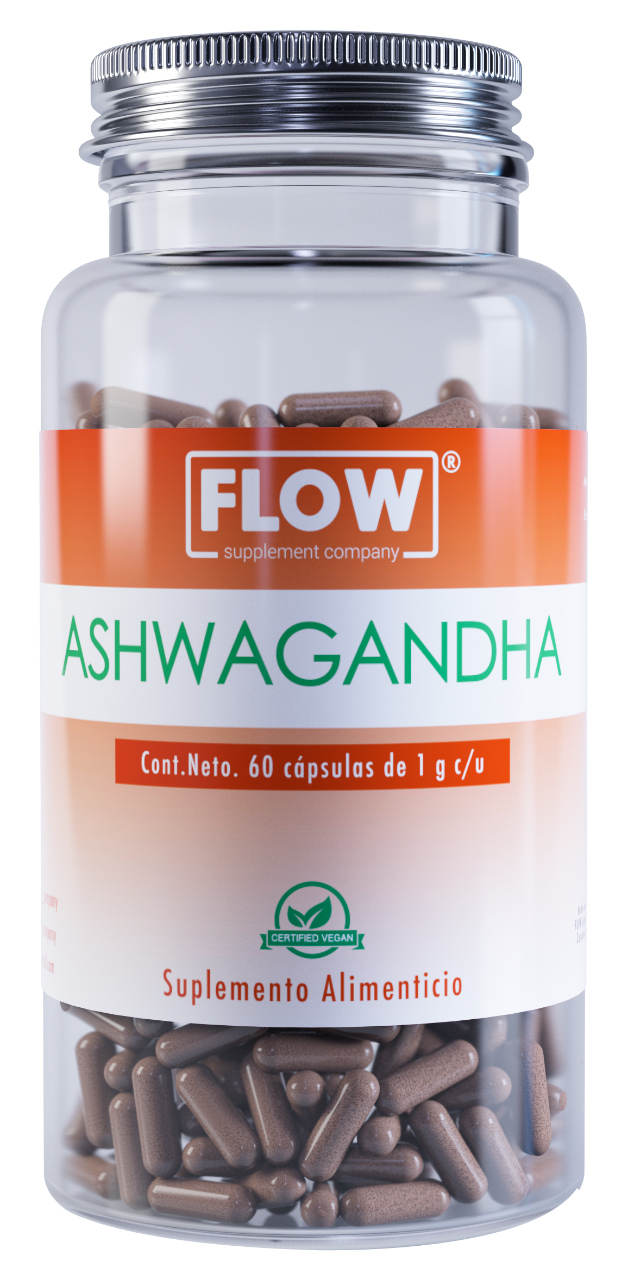 FLOW®
supplement company
ASHWAGANDHA
Cont.Neto. 60 cápsulas de 1 g c/u
CERTIFIED VEGAN
Suplemento Alimenticio